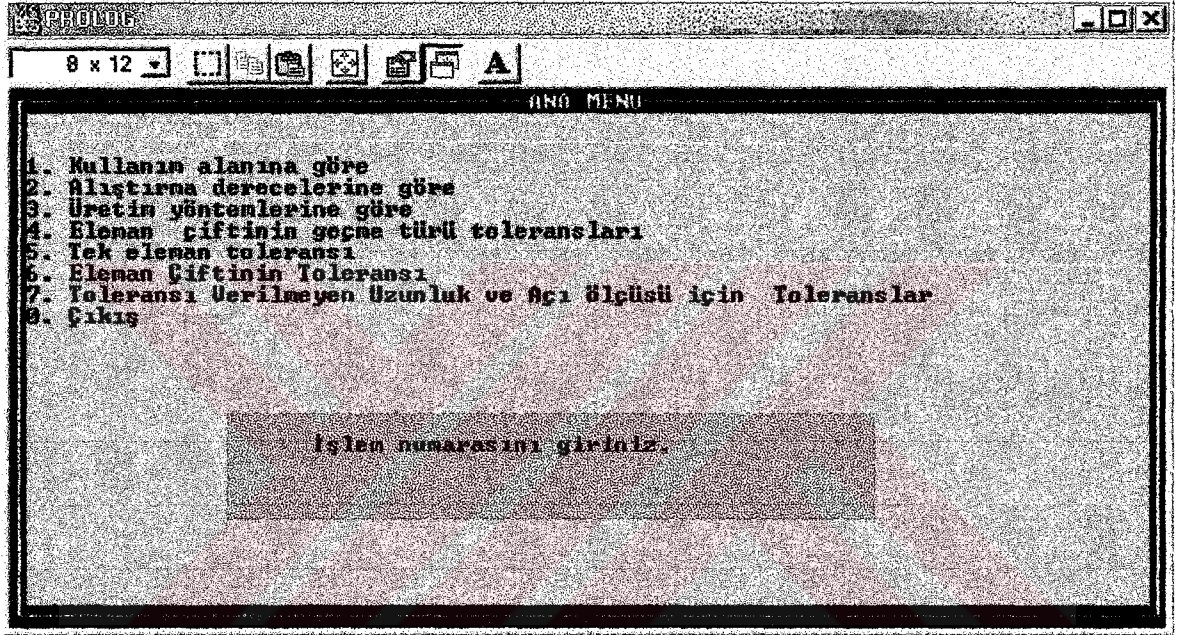 PROLOG
8 x 12
A
ANA MENU
1. Kullanım alanına göre
2. Alıştırma derecelerine göre
3. Üretim yöntemlerine göre
4. Eleman çiftinin geçme türü toleransları
5. Tek eleman toleransı
6. Eleman Çiftinin Toleransı
7. Toleransı Verilmeyen Uzunluk ve Açı ölçüsü için Toleranslar
0. Çıkış
İşlem numarasını giriniz.